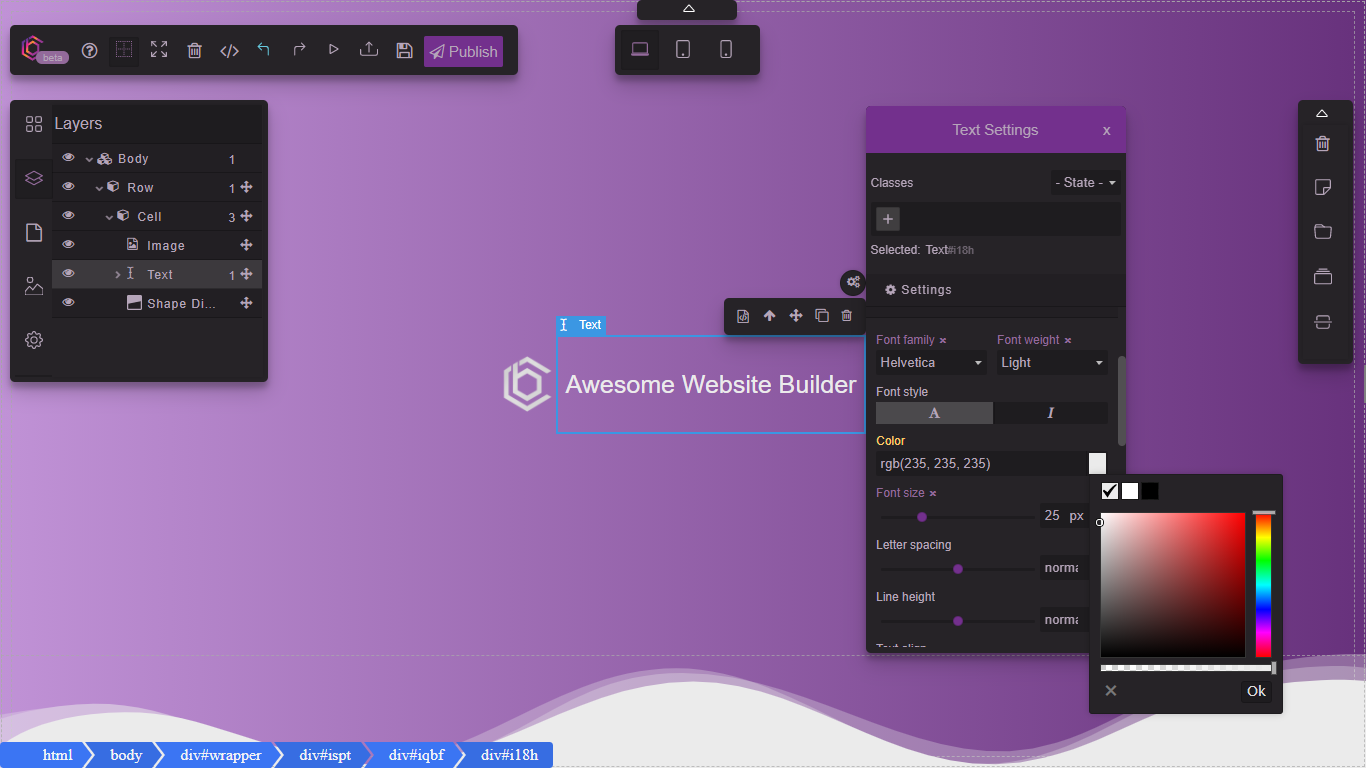 beta
Publish
Layers
Body 1
Row 1
Cell 3
Image
Text 1
Shape Di...
Text Settings x
Classes - State -
+
Selected: Text#i18h
Settings
Font family × Font weight ×
Helvetica Light
Font style
A I
Color
rgb(235, 235, 235)
Font size ×
25 px
Letter spacing
norma
Line height
norma
Text align
Ok
Text
Awesome Website Builder
html body div#wrapper div#ispt div#iqbf div#i18h